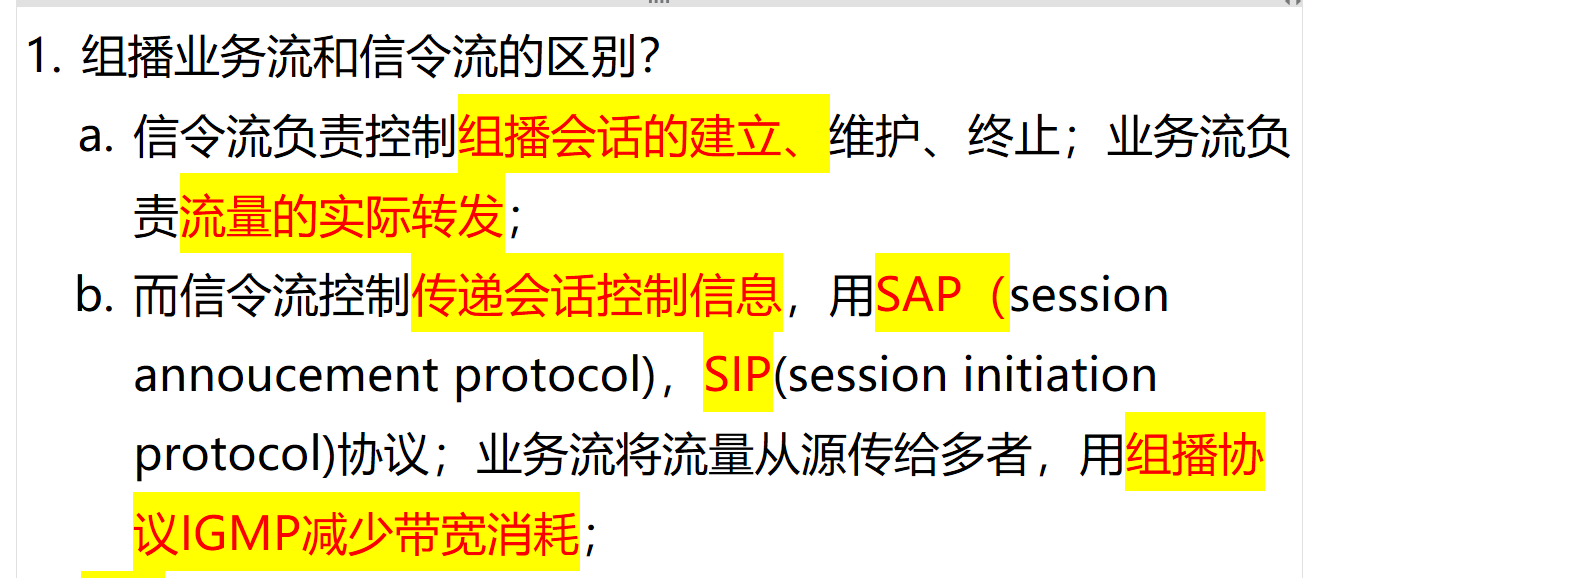 1. 组播业务流和信令流的区别？
a. 信令流负责控制组播会话的建立、维护、终止；业务流负
责流量的实际转发；
b. 而信令流控制传递会话控制信息，用SAP（session
annoucement protocol)，SIP(session initiation
protocol)协议；业务流将流量从源传给多者，用组播协
议IGMP减少带宽消耗；